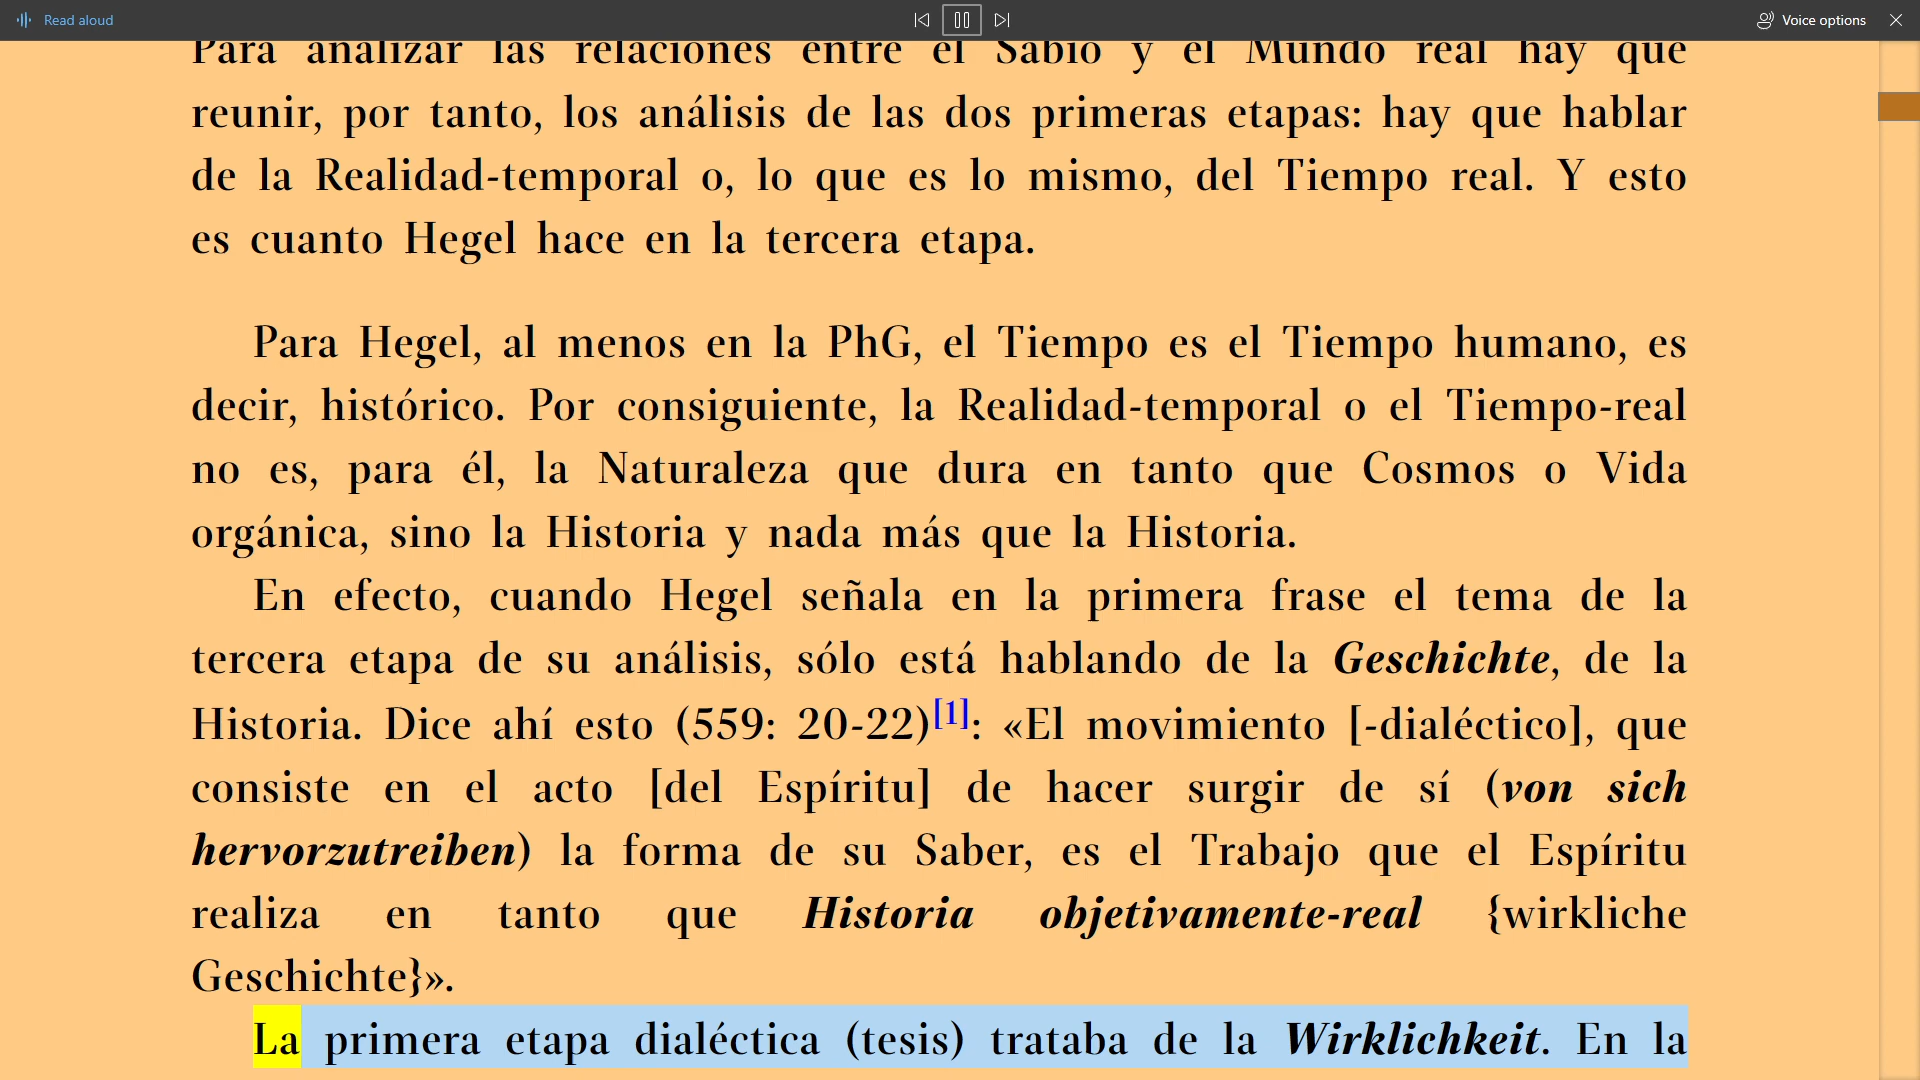 Read aloud
Voice options
Para analizar las relaciones entre el Sabio y el Mundo real hay que
reunir, por tanto, los análisis de las dos primeras etapas: hay que hablar
de la Realidad-temporal o, lo que es lo mismo, del Tiempo real. Y esto
es cuanto Hegel hace en la tercera etapa.
Para Hegel, al menos en la PhG, el Tiempo es el Tiempo humano, es
decir, histórico. Por consiguiente, la Realidad-temporal o el Tiempo-real
no es, para él, la Naturaleza que dura en tanto que Cosmos o Vida
orgánica, sino la Historia y nada más que la Historia.
En efecto, cuando Hegel señala en la primera frase el tema de la
tercera etapa de su análisis, sólo está hablando de la Geschichte, de la
Historia. Dice ahí esto (559: 20-22)[1]: «El movimiento [-dialéctico], que
consiste en el acto [del Espíritu] de hacer surgir de sí (von sich
hervorzutreiben) la forma de su Saber, es el Trabajo que el Espíritu
realiza en tanto que Historia objetivamente-real {wirkliche
Geschichte}».
La primera etapa dialéctica (tesis) trataba de la Wirklichkeit. En la